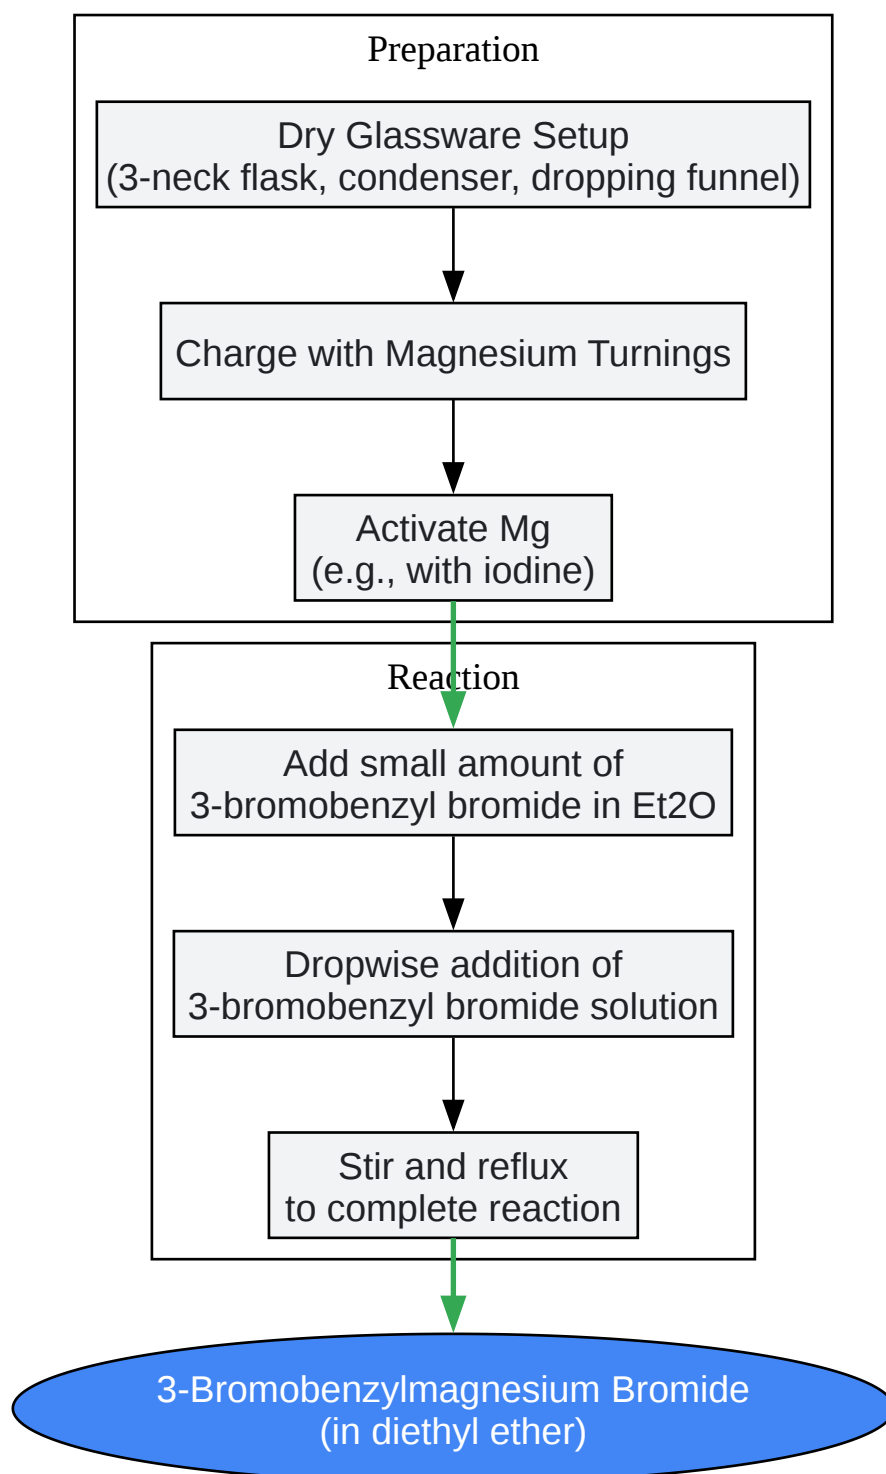 Preparation
Dry Glassware Setup
(3-neck flask, condenser, dropping funnel)
Charge with Magnesium Turnings
Activate Mg
(e.g., with iodine)
Reaction
Add small amount of
3-bromobenzyl bromide in Et2O
Dropwise addition of
3-bromobenzyl bromide solution
Stir and reflux
to complete reaction
3-Bromobenzylmagnesium Bromide
(in diethyl ether)